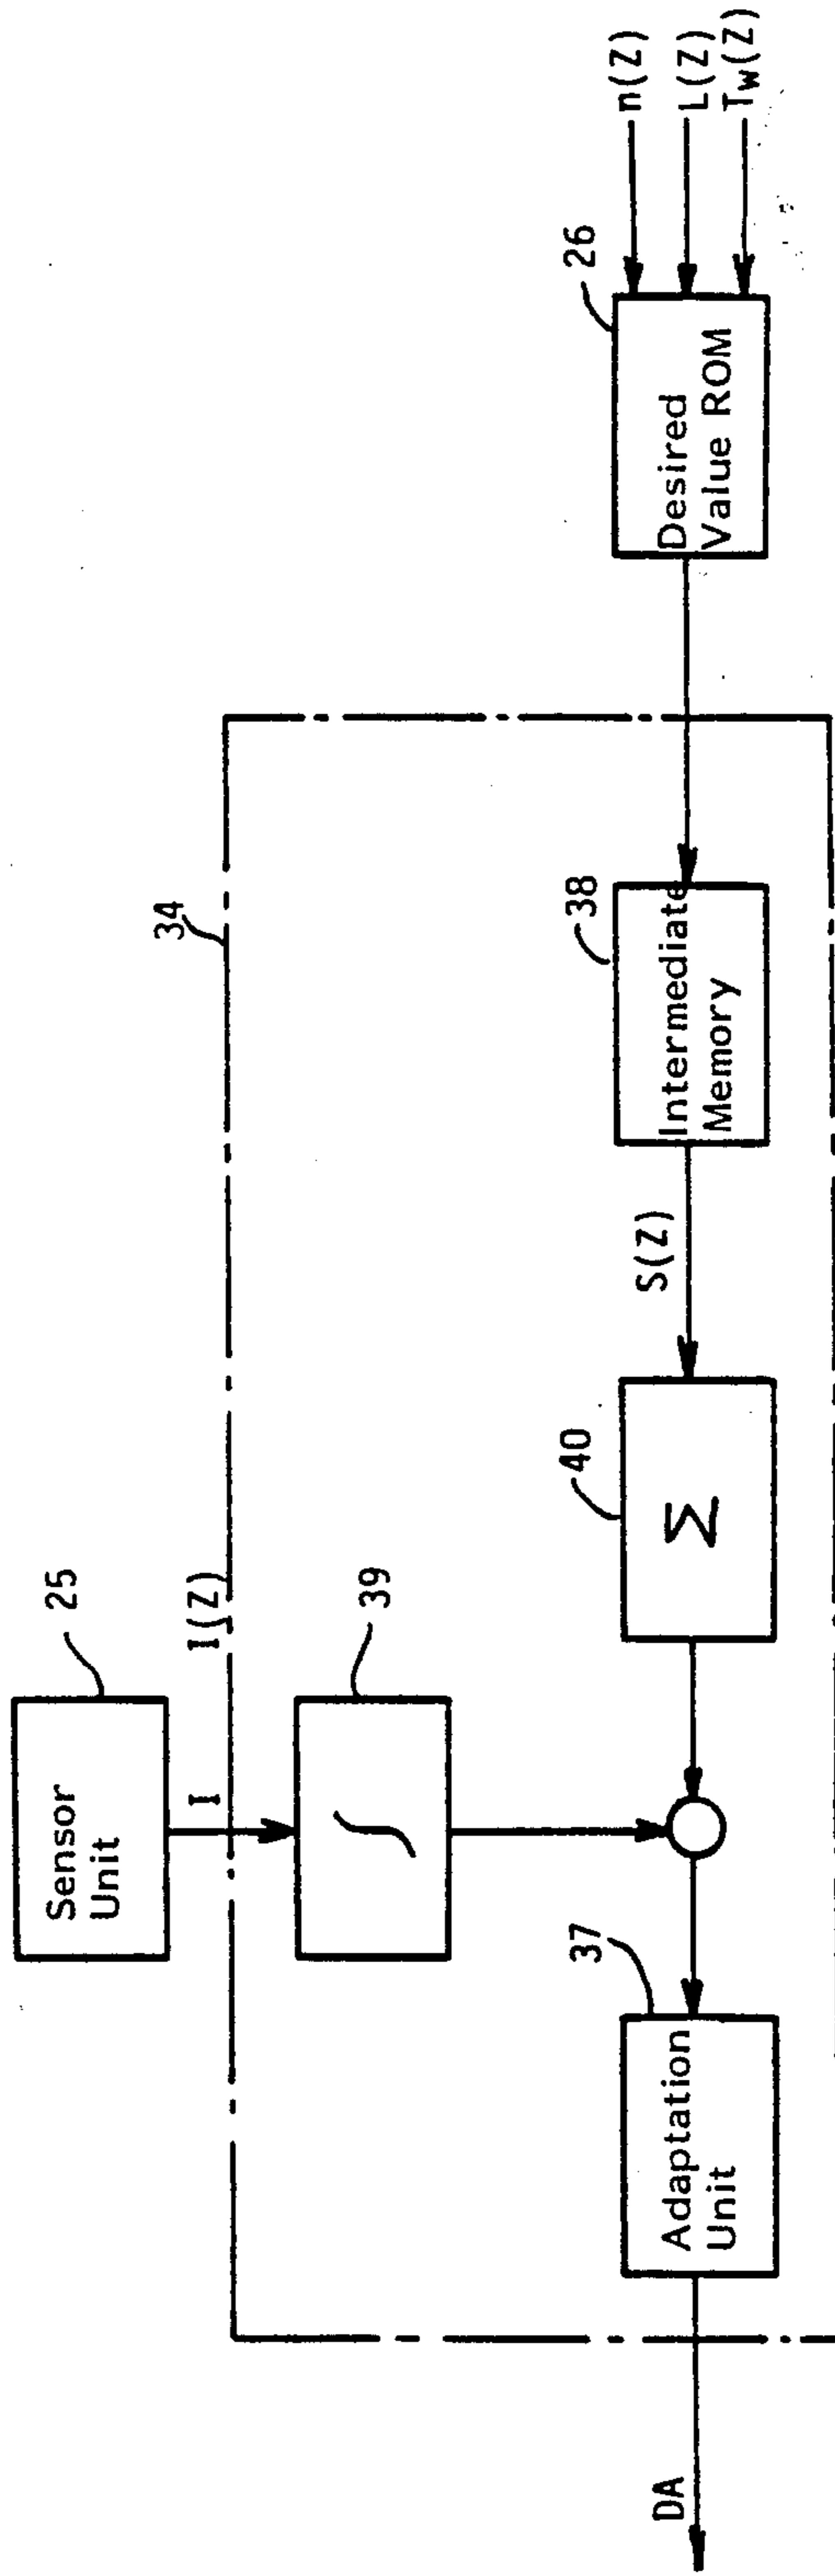 25
Sensor
Unit
I
I(Z)
34
39
∫
37
Adaptation
Unit
DA
40
Σ
S(Z)
38
Intermediate
Memory
26
Desired
Value ROM
n(Z)
L(Z)
Tw(Z)